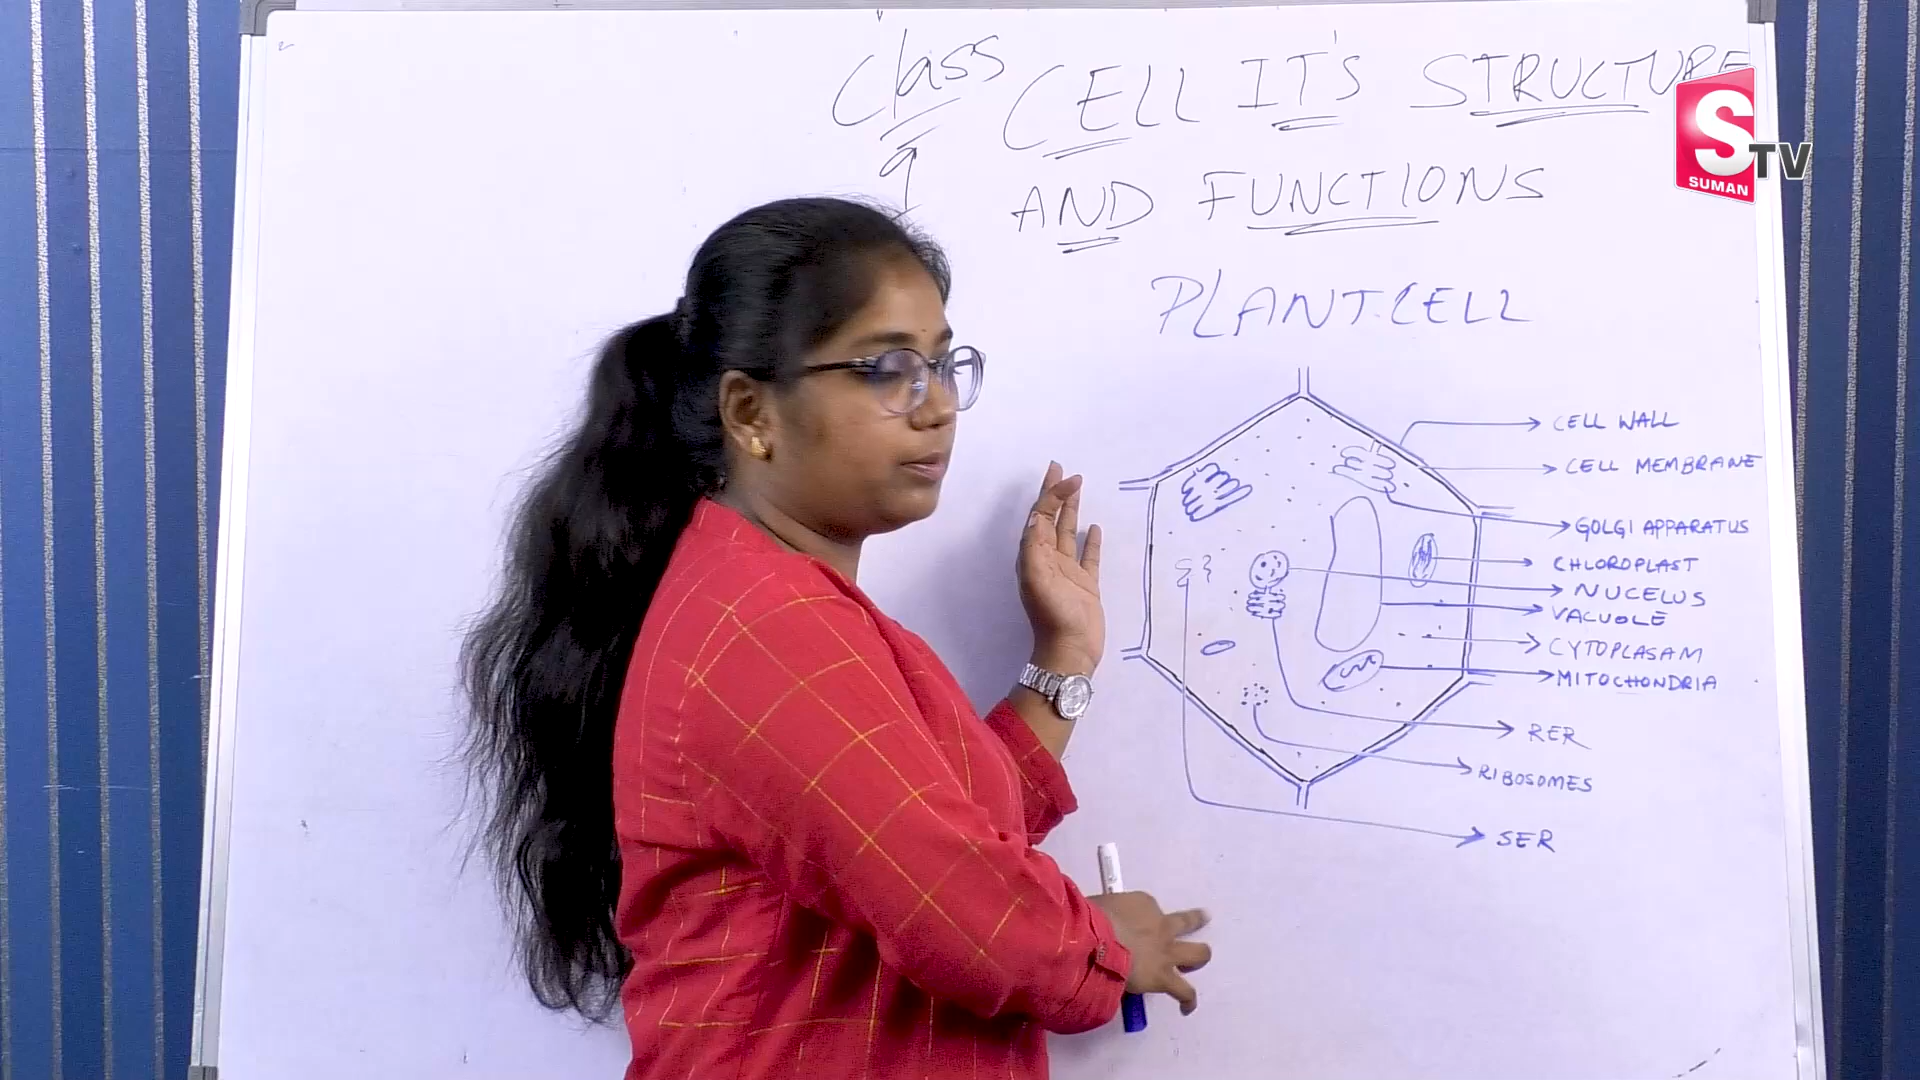 Class
9
CELL IT'S STRUCTURE
AND FUNCTIONS
S TV
SUMAN
PLANT CELL
CELL WALL
CELL MEMBRANE
GOLGI APPARATUS
CHLOROPLAST
NUCELUS
VACUOLE
CYTOPLASAM
MITOCHONDRIA
RER
RIBOSOMES
SER